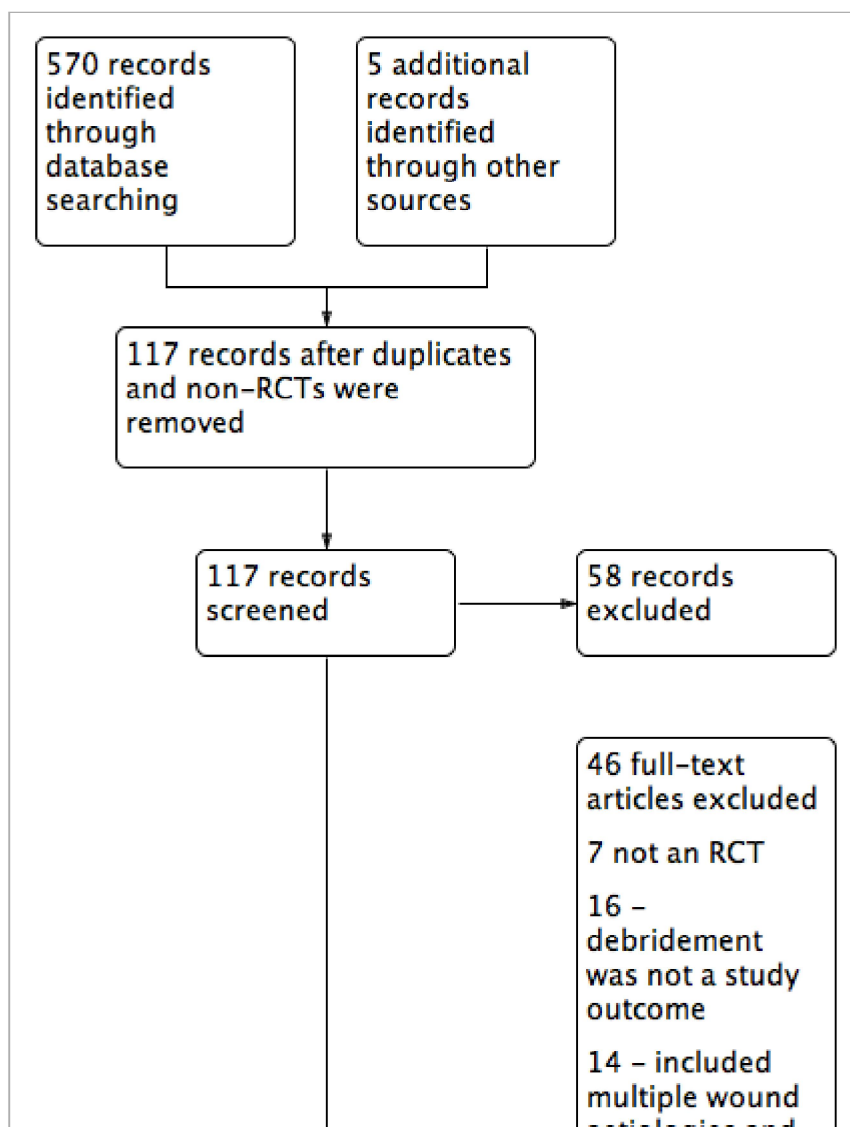 570 records
identified
through
database
searching
5 additional
records
identified
through other
sources
117 records after duplicates
and non-RCTs were
removed
117 records
screened
58 records
excluded
46 full-text
articles excluded
7 not an RCT
16 –
debridement
was not a study
outcome
14 – included
multiple wound